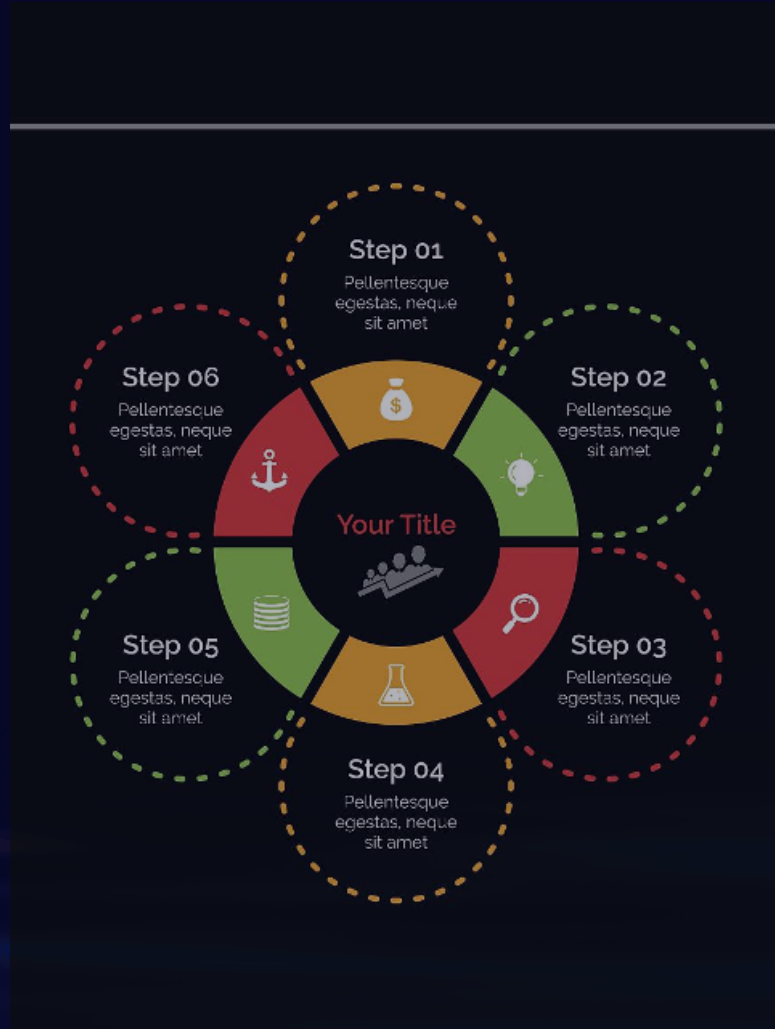 Step 01
Pellentesque
egestas, neque
sit amet
Step 02
Pellentesque
egestas, neque
sit amet
Step 03
Pellentesque
egestas, neque
sit amet
Step 04
Pellentesque
egestas, neque
sit amet
Step 05
Pellentesque
egestas, neque
sit amet
Step 06
Pellentesque
egestas, neque
sit amet
Your Title
$